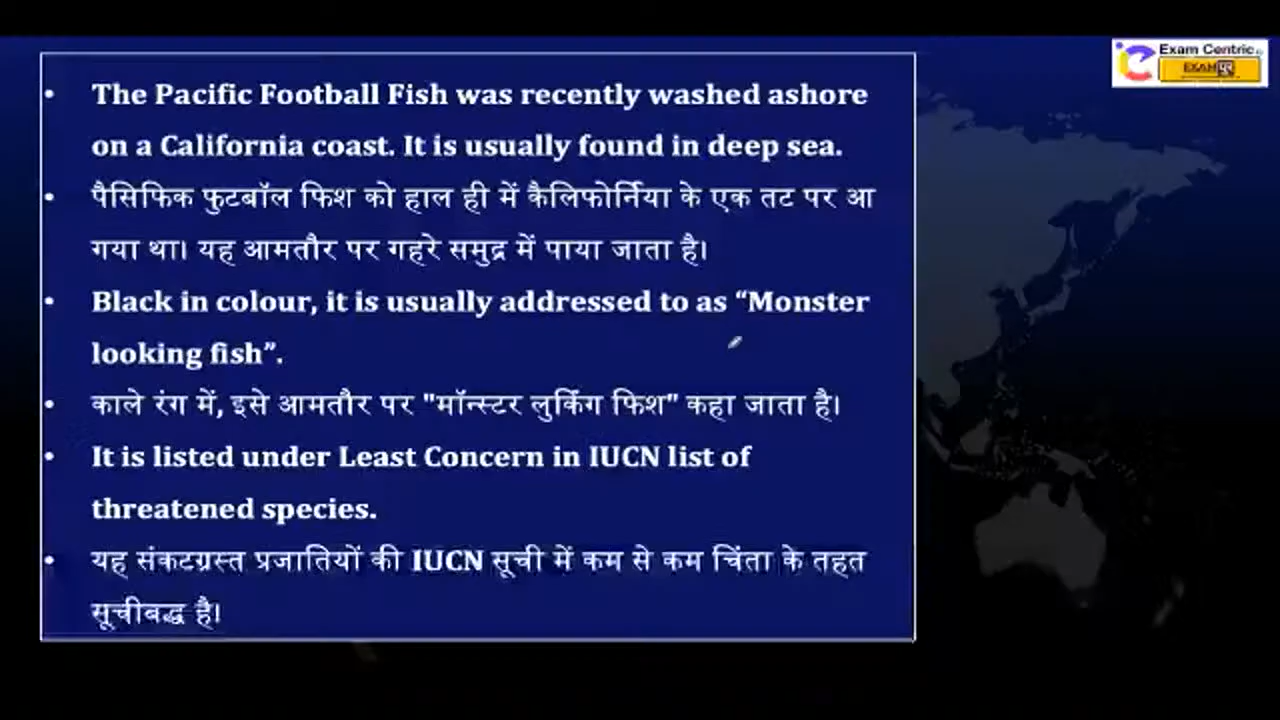 Exam Centric
EXAMपुर
• The Pacific Football Fish was recently washed ashore
on a California coast. It is usually found in deep sea.
• पैसिफिक फुटबॉल फिश को हाल ही में कैलिफोर्निया के एक तट पर आ
गया था। यह आमतौर पर गहरे समुद्र में पाया जाता है।
• Black in colour, it is usually addressed to as “Monster
looking fish”.
• काले रंग में, इसे आमतौर पर "मॉन्स्टर लुकिंग फिश" कहा जाता है।
• It is listed under Least Concern in IUCN list of
threatened species.
• यह संकटग्रस्त प्रजातियों की IUCN सूची में कम से कम चिंता के तहत
सूचीबद्ध है।